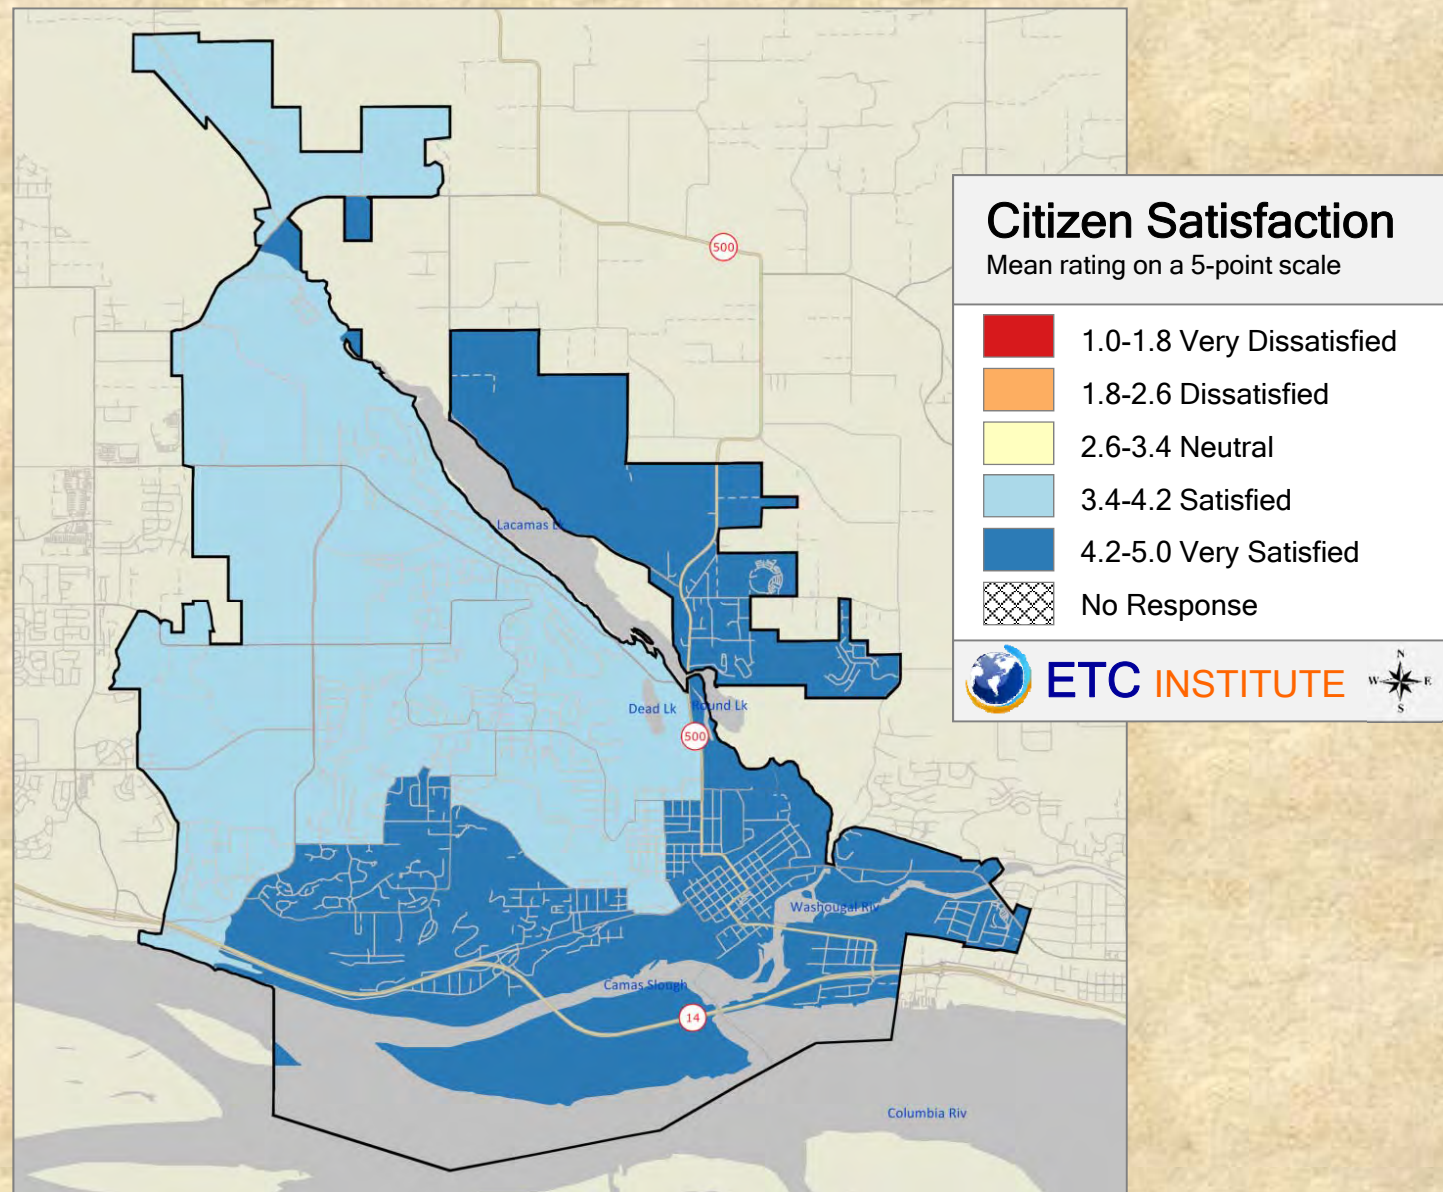 500
Citizen Satisfaction
Mean rating on a 5-point scale
1.0-1.8 Very Dissatisfied
1.8-2.6 Dissatisfied
2.6-3.4 Neutral
3.4-4.2 Satisfied
4.2-5.0 Very Satisfied
No Response
ETC INSTITUTE
N
W E
S
Lacamas Lk
Dead Lk
Round Lk
500
Washougal Riv
Camas Slough
14
Columbia Riv